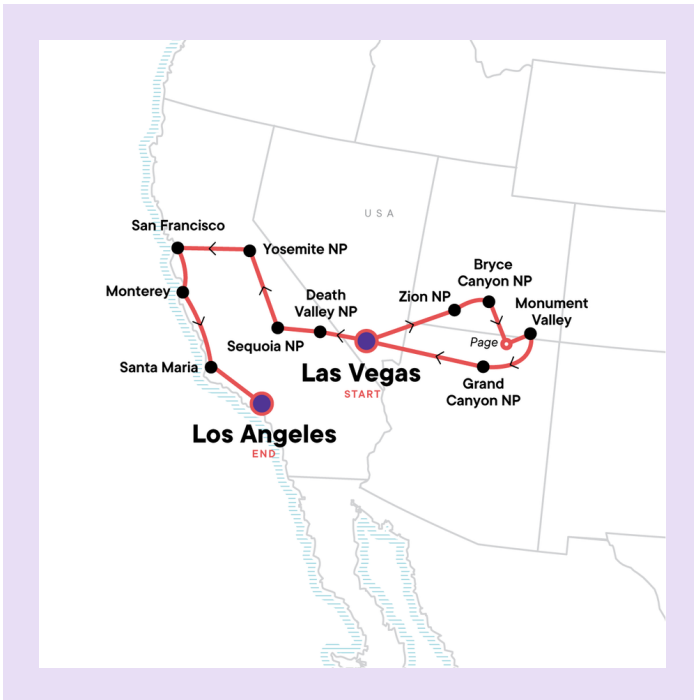 USA
San Francisco
Yosemite NP
Bryce
Canyon NP
Monterey
Death
Valley NP
Zion NP
Monument
Valley
Sequoia NP
Page
Santa Maria
Las Vegas
START
Grand
Canyon NP
Los Angeles
END